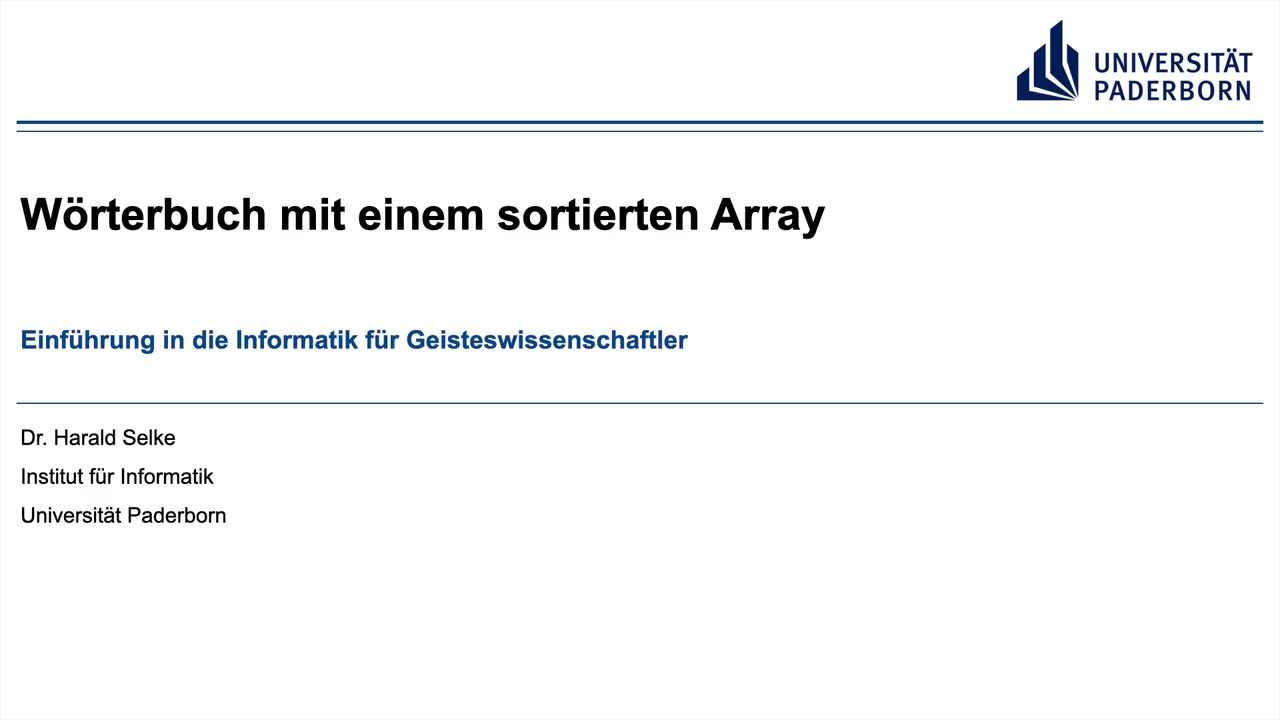 UNIVERSITÄT
PADERBORN
Wörterbuch mit einem sortierten Array
Einführung in die Informatik für Geisteswissenschaftler
Dr. Harald Selke
Institut für Informatik
Universität Paderborn